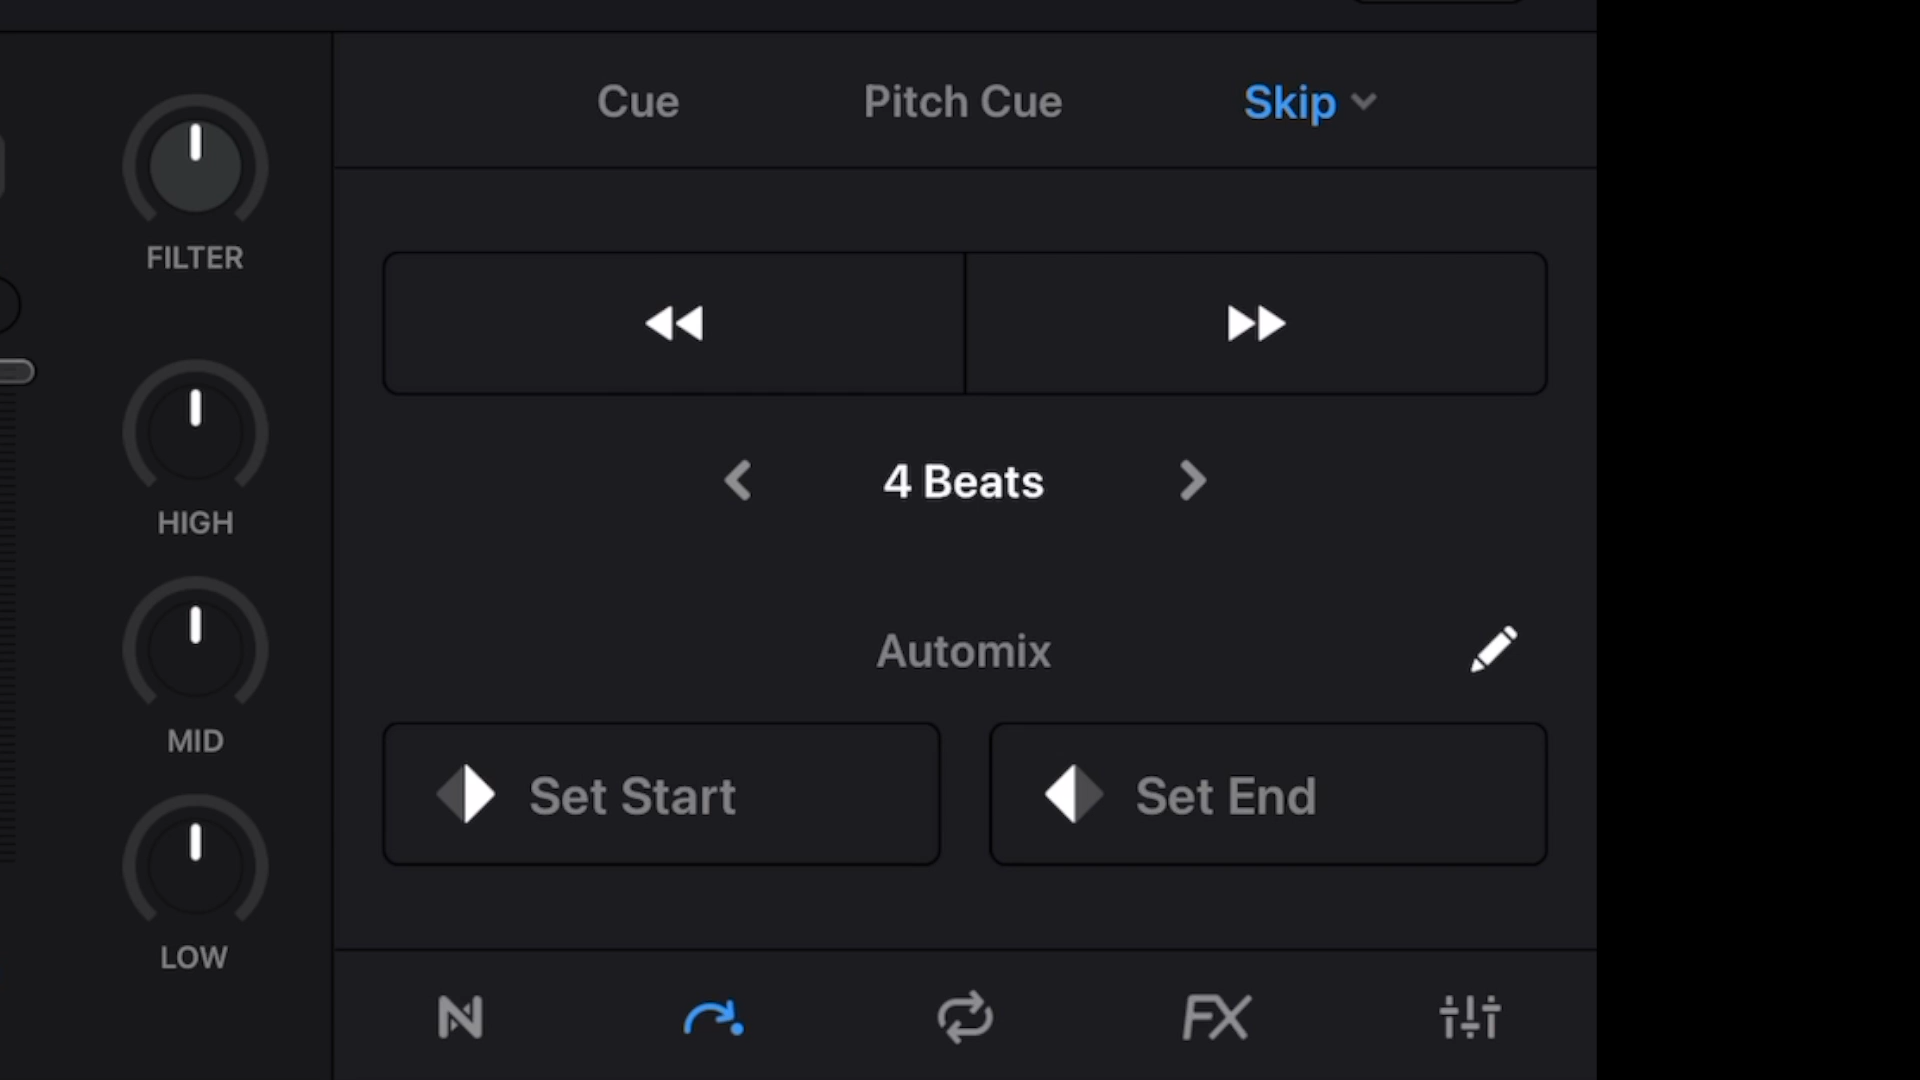 Cue Pitch Cue Skip
FILTER
HIGH
4 Beats
Automix
MID
Set Start Set End
LOW
FX